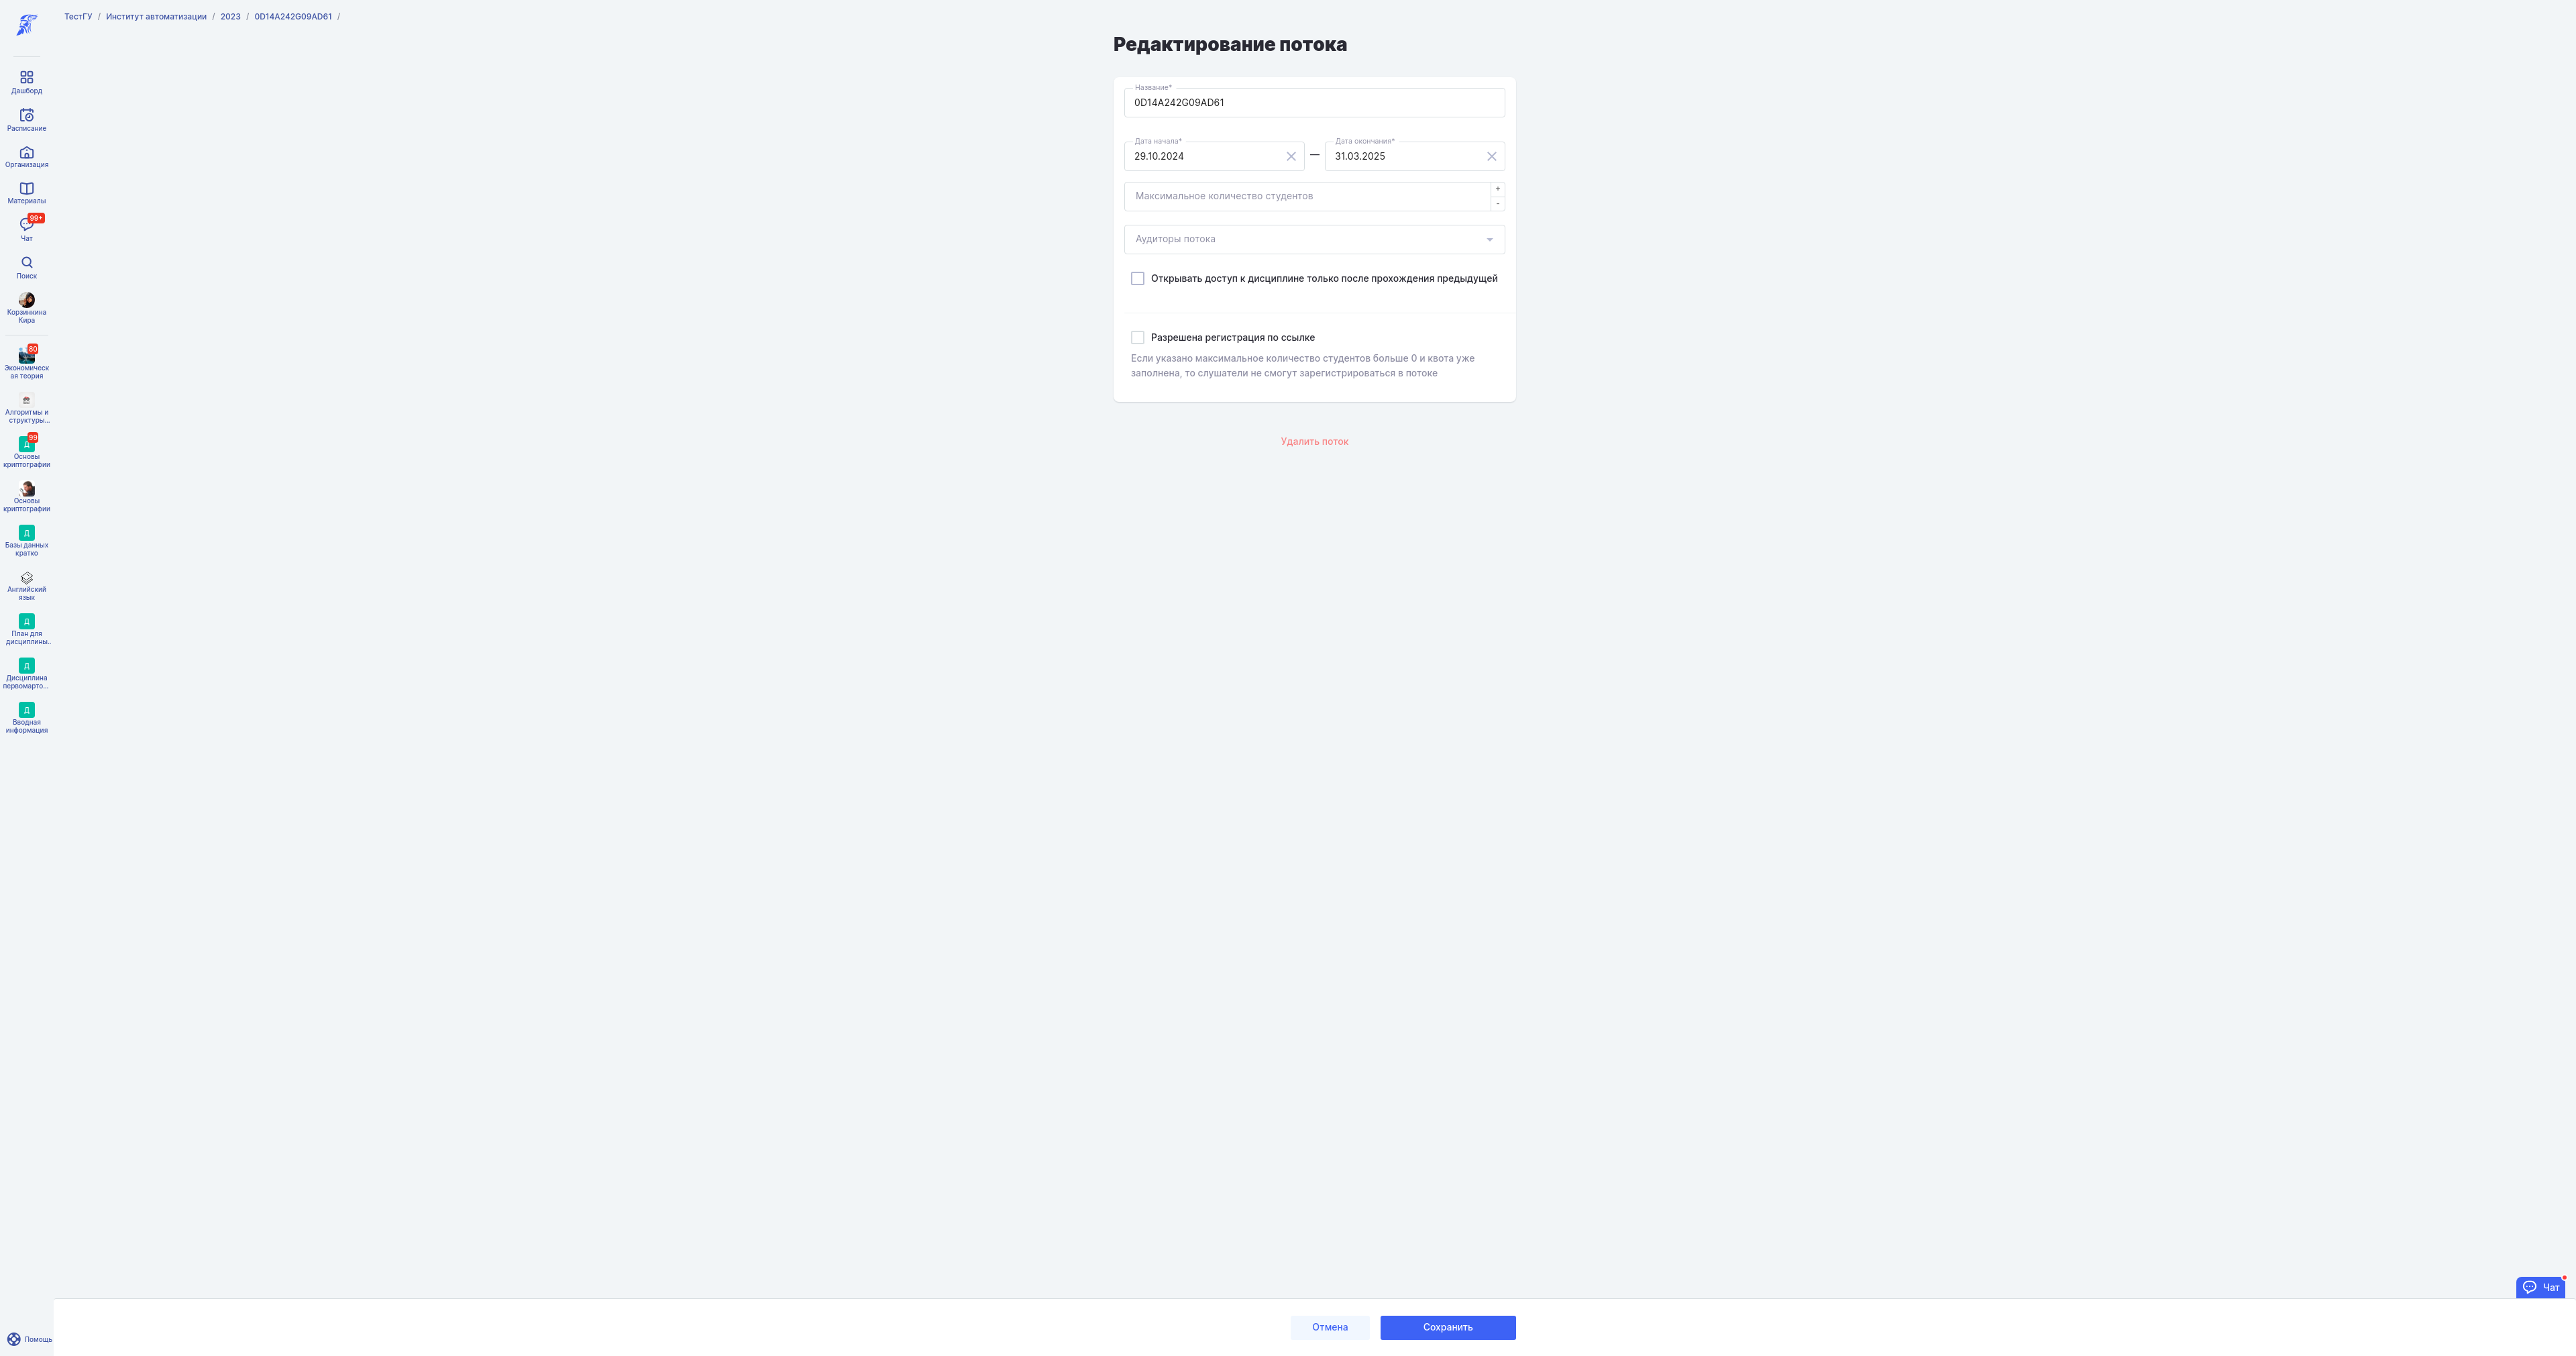 ТестГУ / Институт автоматизации / 2023 / 0D14A242G09AD61 /
Редактирование потока
Дашборд
Расписание
Организация
Материалы
99+
Чат
Поиск
Корзинкина
Кира
80
Экономическ
ая теория
Алгоритмы и
структуры...
Д
99
Основы
криптографии
Основы
криптографии
Д
Базы данных
кратко
Английский
язык
Д
План для
дисциплины..
Д
Дисциплина
первомарто...
Д
Вводная
информация
Помощь
Название*
0D14A242G09AD61
Дата начала*
29.10.2024
—
Дата окончания*
31.03.2025
Максимальное количество студентов
+
-
Аудиторы потока
Открывать доступ к дисциплине только после прохождения предыдущей
Разрешена регистрация по ссылке
Если указано максимальное количество студентов больше 0 и квота уже
заполнена, то слушатели не смогут зарегистрироваться в потоке
Удалить поток
Чат
Отмена
Сохранить